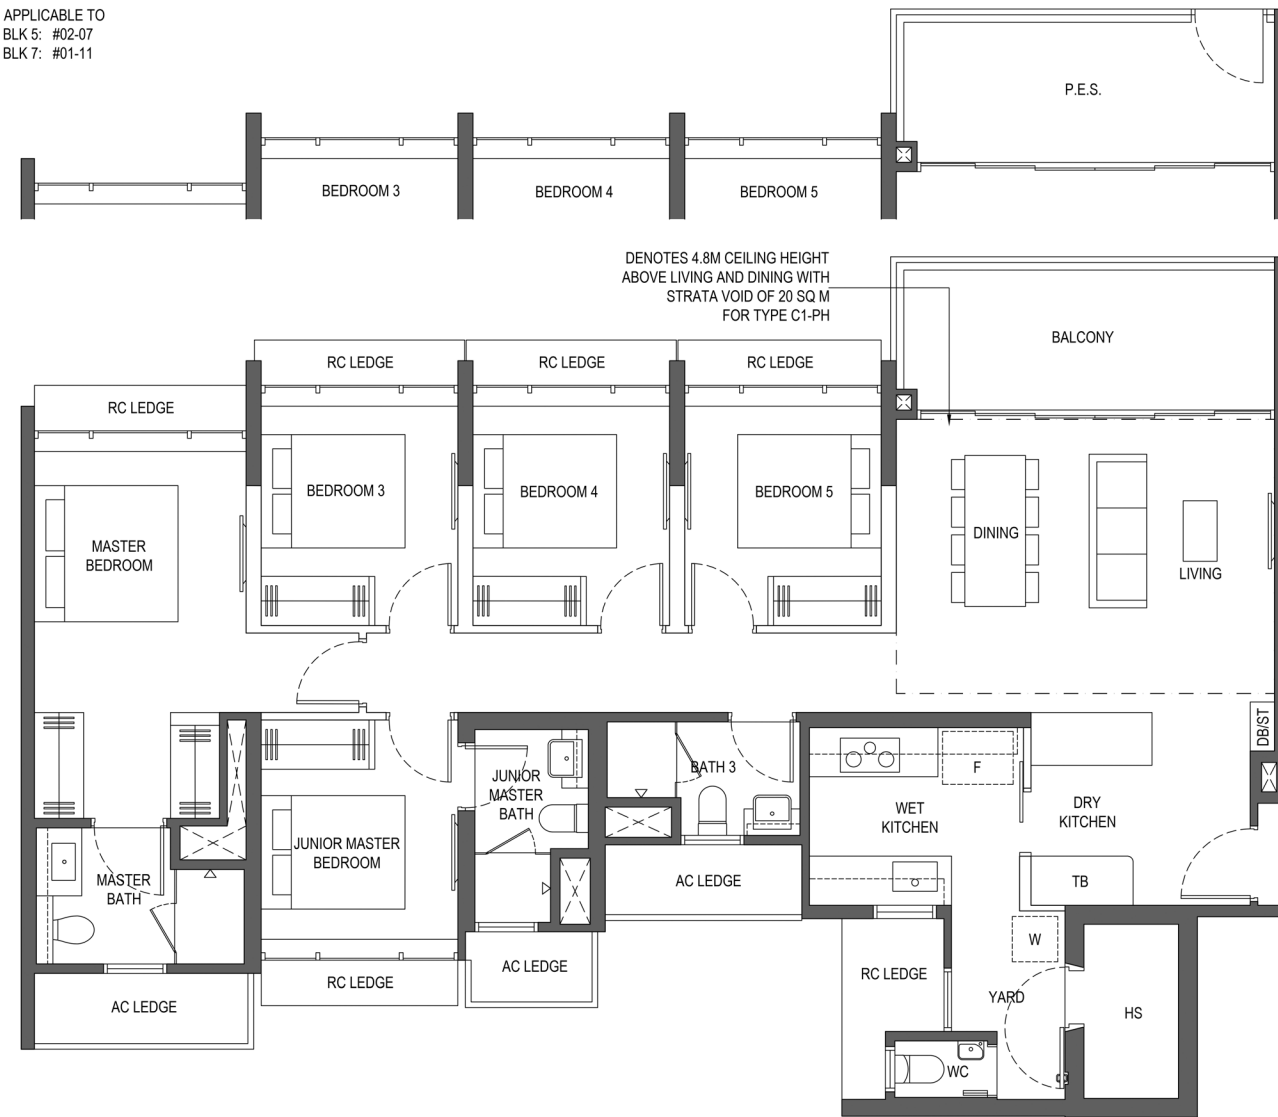 APPLICABLE TO
BLK 5: #02-07
BLK 7: #01-11
P.E.S.
BEDROOM 3
BEDROOM 4
BEDROOM 5
DENOTES 4.8M CEILING HEIGHT
ABOVE LIVING AND DINING WITH
STRATA VOID OF 20 SQ M
FOR TYPE C1-PH
BALCONY
RC LEDGE
RC LEDGE
RC LEDGE
RC LEDGE
BEDROOM 3
BEDROOM 4
BEDROOM 5
MASTER
BEDROOM
DINING
LIVING
DB/ST
JUNIOR
MASTER
BATH
BATH 3
F
WET
KITCHEN
DRY
KITCHEN
JUNIOR MASTER
BEDROOM
MASTER
BATH
AC LEDGE
TB
W
AC LEDGE
RC LEDGE
RC LEDGE
YARD
HS
AC LEDGE
WC